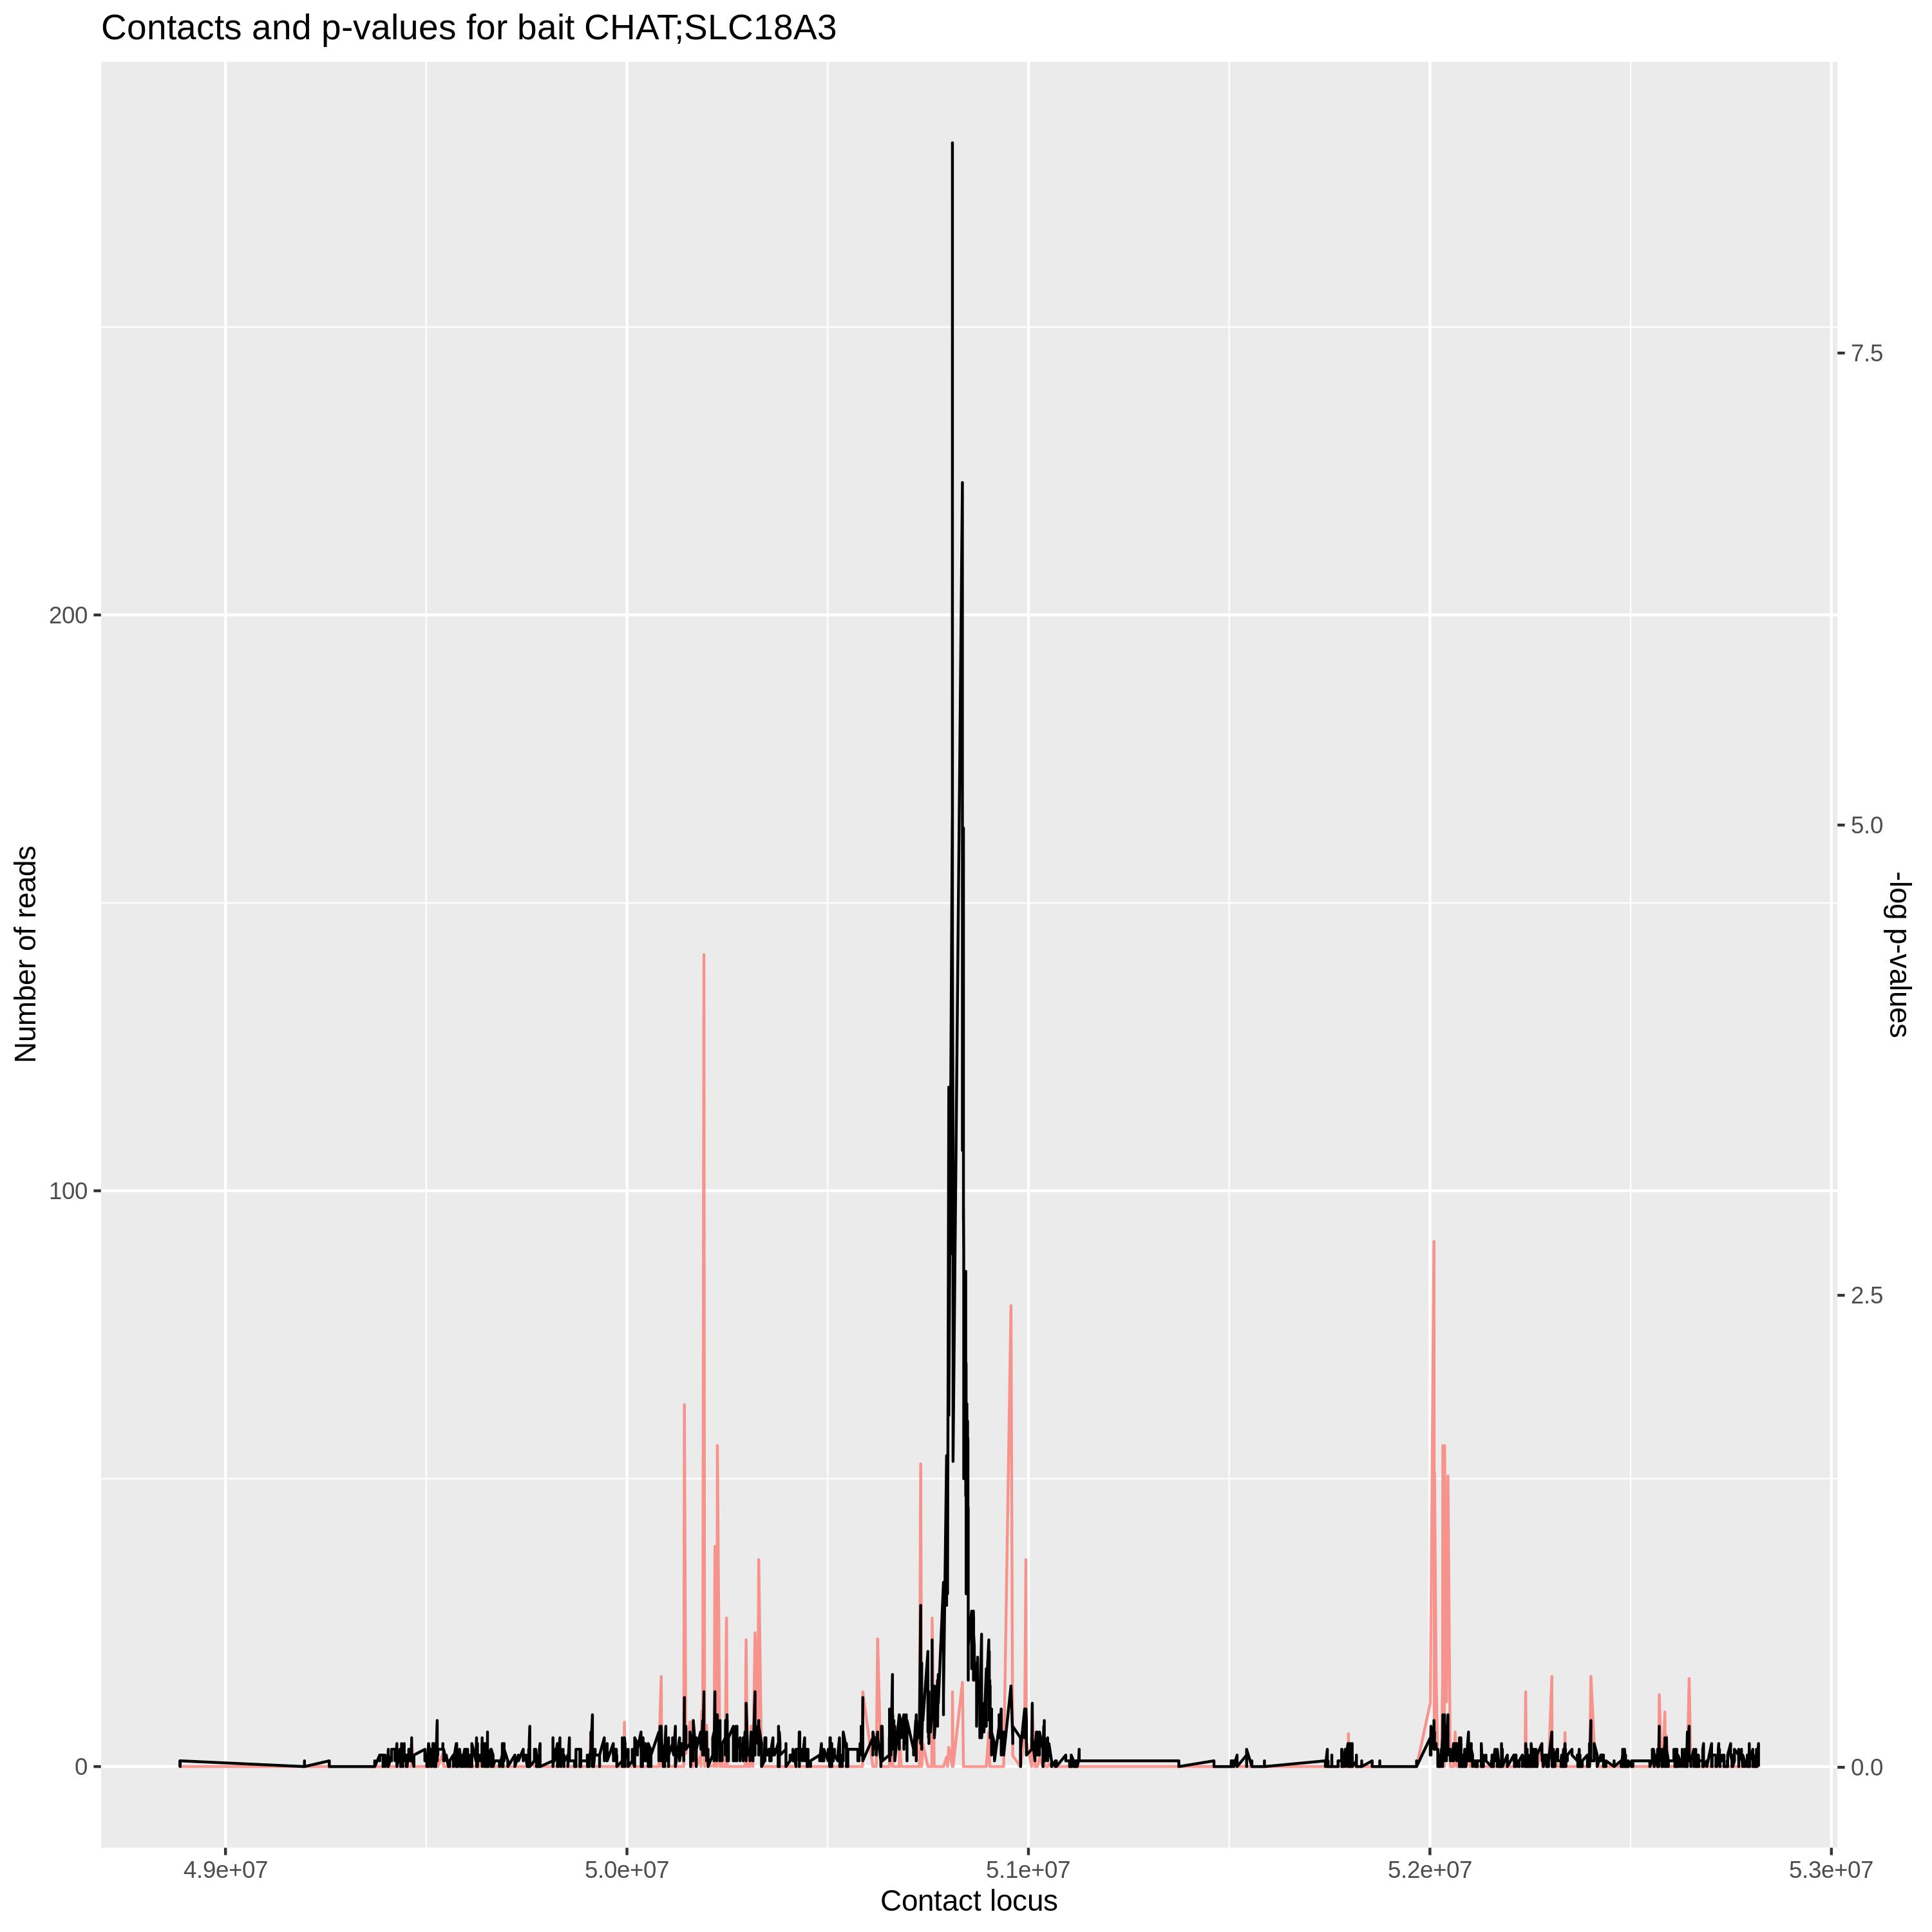 Contacts and p-values for bait CHAT;SLC18A3
Number of reads
200
100
0
7.5
5.0
2.5
0.0
-log p-values
4.9e+07 5.0e+07 5.1e+07 5.2e+07 5.3e+07
Contact locus